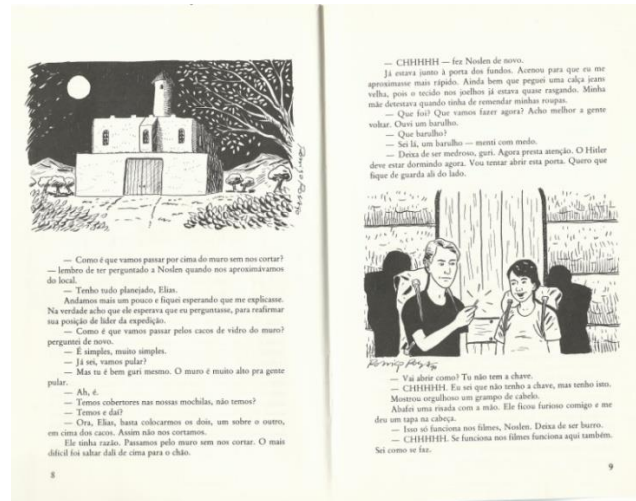 — Como é que vamos passar por cima do muro sem nos cortar?
— lembro de ter perguntado a Noslen quando nos aproximávamos
do local.
— Tenho tudo planejado, Elias.
Andamos mais um pouco e fiquei esperando que me explicasse.
Na verdade acho que ele esperava que eu perguntasse, para reafirmar
sua posição de líder da expedição.
— Como é que vamos passar pelos cacos de vidro do muro?
perguntei de novo.
— É simples, muito simples.
— Já sei, vamos pular?
— Mas tu é bem guri mesmo. O muro é muito alto pra gente
pular.
— Ah, é.
— Temos cobertores nas nossas mochilas, não temos?
— Temos e daí?
— Ora, Elias, basta colocarmos os dois, um sobre o outro,
em cima dos cacos. Assim não nos cortamos.
Ele tinha razão. Passamos pelo muro sem nos cortar. O mais
difícil foi saltar dali de cima para o chão.
8
— CHHHHH — fez Noslen de novo.
Já estava junto à porta dos fundos. Acenou para que eu me
aproximasse mais rápido. Ainda bem que peguei uma calça jeans
velha, pois o tecido nos joelhos já estava quase rasgando. Minha
mãe detestava quando tinha de remendar minhas roupas.
— Que foi? Que vamos fazer agora? Acho melhor a gente
voltar. Ouvi um barulho.
— Que barulho?
— Sei lá, um barulho — menti com medo.
— Deixa de ser medroso, guri. Agora presta atenção. O Hitler
deve estar dormindo agora. Vou tentar abrir esta porta. Quero que
fique de guarda ali do lado.
— Vai abrir como? Tu não tem a chave.
— CHHHHH. Eu sei que não tenho a chave, mas tenho isto.
Mostrou orgulhoso um grampo de cabelo.
Abafei uma risada com a mão. Ele ficou furioso comigo e me
deu um tapa na cabeça.
— Isso só funciona nos filmes, Noslen. Deixa de ser burro.
— CHHHHH. Se funciona nos filmes funciona aqui também.
Sei como se faz.
9